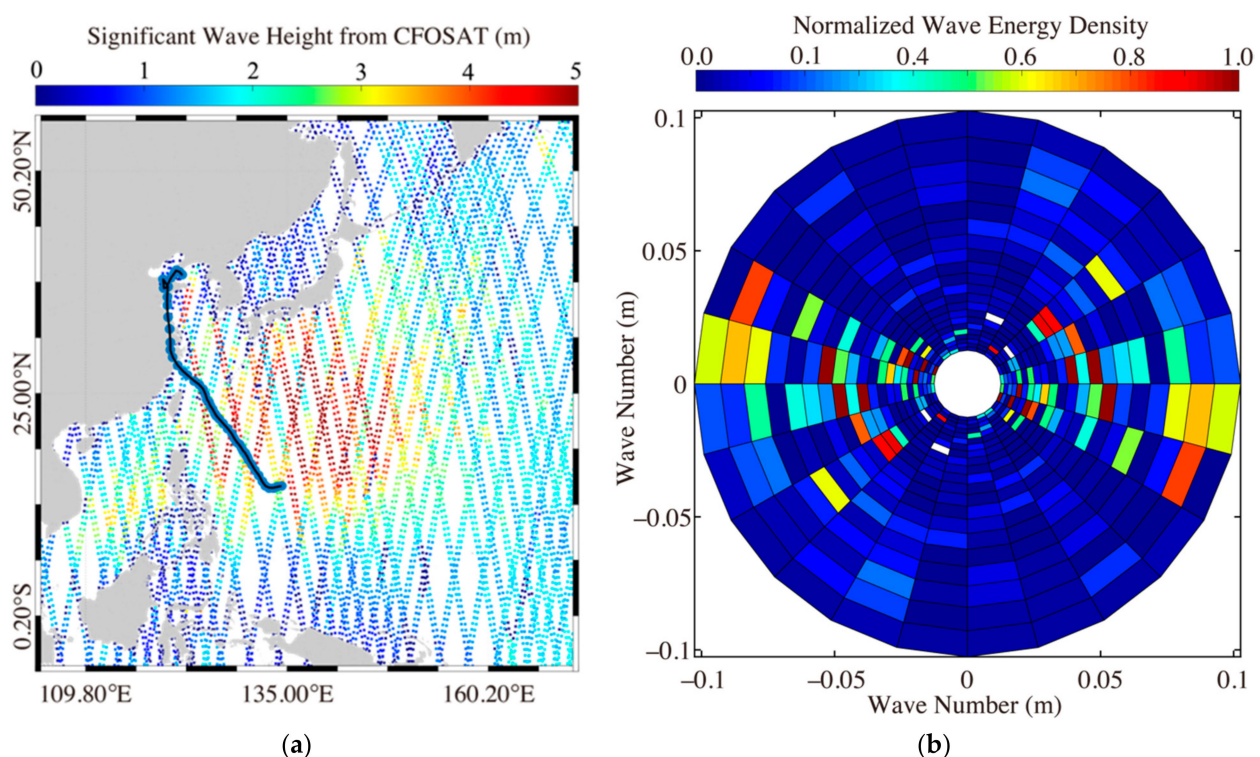 Significant Wave Height from CFOSAT (m)
0 1 2 3 4 5
50.20°N
25.00°N
0.20°S
109.80°E 135.00°E 160.20°E
(a)
Normalized Wave Energy Density
0.0 0.1 0.4 0.6 0.8 1.0
Wave Number (m)
0.1
0.05
0
−0.05
−0.1
−0.1 −0.05 0 0.05 0.1
Wave Number (m)
(b)